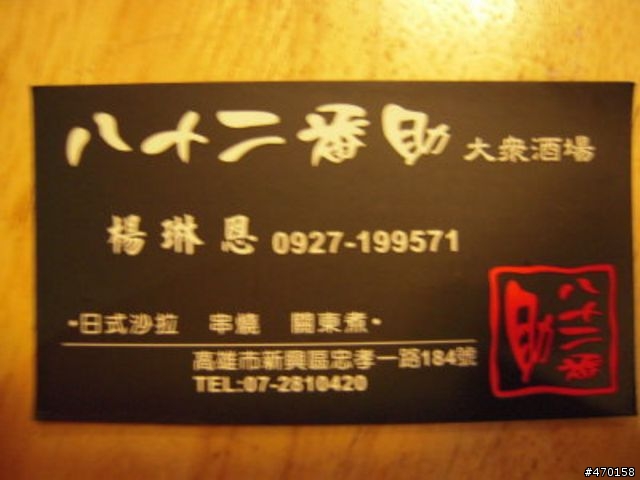 八十二番助 大衆酒場
楊琳恩 0927-199571
-日式沙拉 串燒 關東煮-
高雄市新興區忠孝一路184號
TEL:07-2810420
八十二番
助
#470158